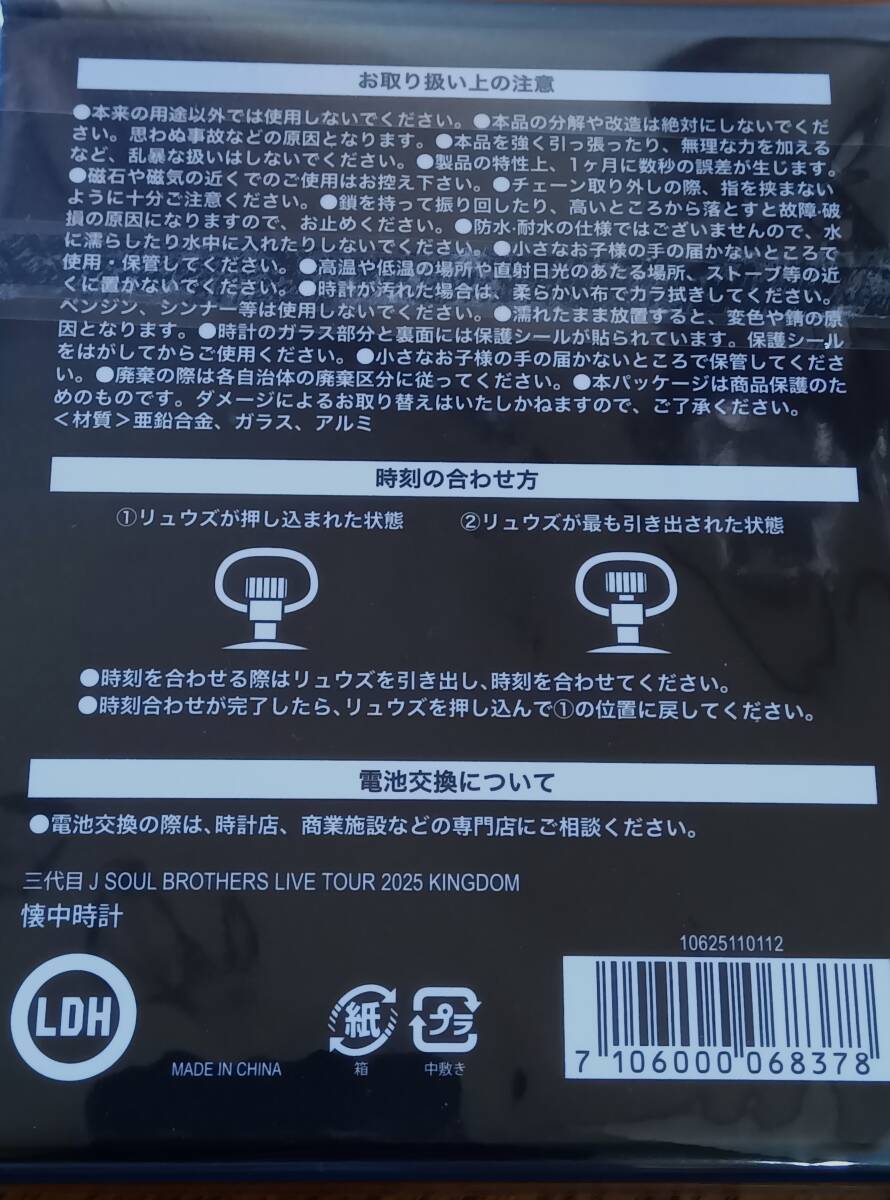 お取り扱い上の注意
●本来の用途以外では使用しないでください。●本品の分解や改造は絶対にしないでくだ
さい。思わぬ事故などの原因となります。●本品を強く引っ張ったり、無理な力を加える
など、乱暴な扱いはしないでください。●製品の特性上、1ヶ月に数秒の誤差が生じます。
●磁石や磁気の近くでのご使用はお控え下さい。●チェーン取り外しの際、指を挟まない
ように十分ご注意ください。●鎖を持って振り回したり、高いところから落とすと故障・破
損の原因になりますので、お止めください。●防水・耐水の仕様ではございませんので、水
に濡らしたり水中に入れたりしないでください。●小さなお子様の手の届かないところで
使用・保管してください。●高温や低温の場所や直射日光のあたる場所、ストーブ等の近
くに置かないでください。●時計が汚れた場合は、柔らかい布でカラ拭きしてください。
ベンジン、シンナー等は使用しないでください。●濡れたまま放置すると、変色や錆の原
因となります。●時計のガラス部分と裏面には保護シールが貼られています。保護シール
をはがしてからご使用ください。●小さなお子様の手の届かないところで保管してくださ
い。●廃棄の際は各自治体の廃棄区分に従ってください。●本パッケージは商品保護のた
めのものです。ダメージによるお取り替えはいたしかねますので、ご了承ください。
＜材質＞亜鉛合金、ガラス、アルミ
時刻の合わせ方
①リュウズが押し込まれた状態
②リュウズが最も引き出された状態
●時刻を合わせる際はリュウズを引き出し、時刻を合わせてください。
●時刻合わせが完了したら、リュウズを押し込んで①の位置に戻してください。
電池交換について
●電池交換の際は、時計店、商業施設などの専門店にご相談ください。
三代目 J SOUL BROTHERS LIVE TOUR 2025 KINGDOM
懐中時計
10625110112
LDH
MADE IN CHINA
紙
箱
プラ
中敷き
7 106000 068378